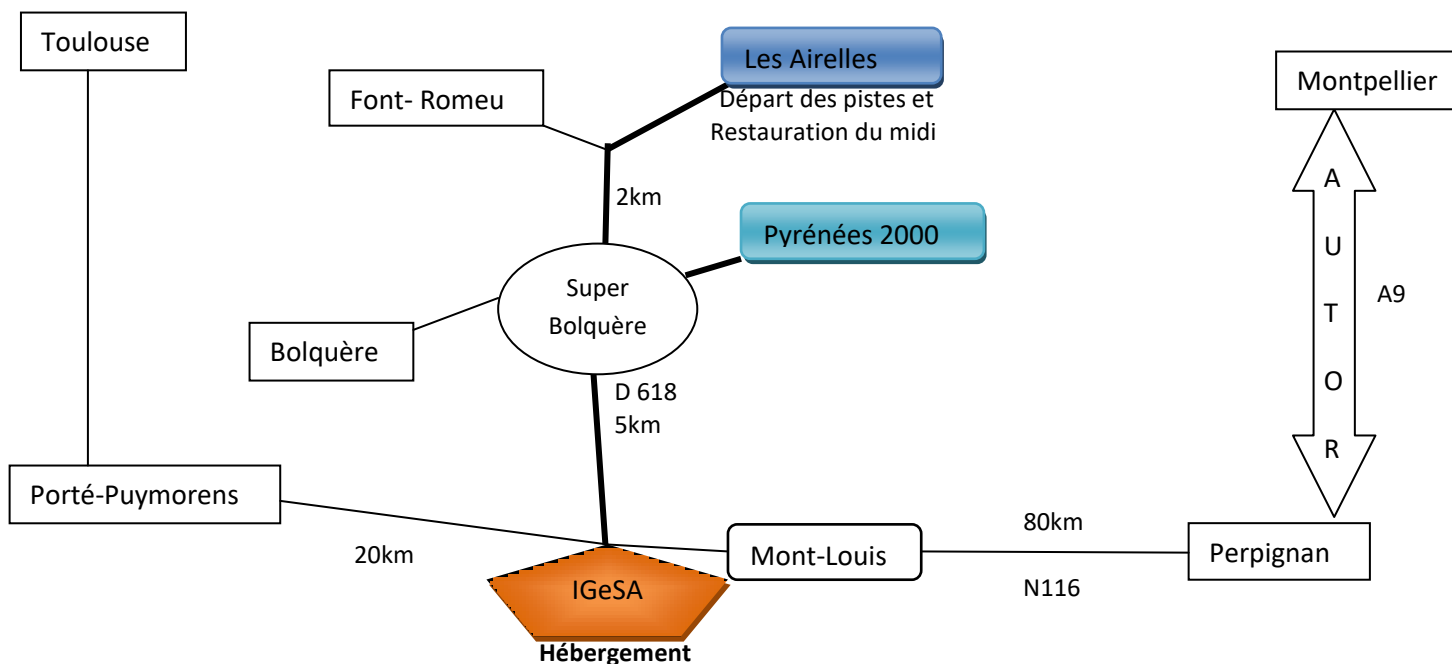 Toulouse
Les Airelles
Départ des pistes et
Restauration du midi
Font- Romeu
Montpellier
2km
Pyrénées 2000
A
U
T
O
R
A9
Super
Bolquère
Bolquère
D 618
5km
Porté-Puymorens
20km
Mont-Louis
80km
N116
Perpignan
IGeSA
Hébergement